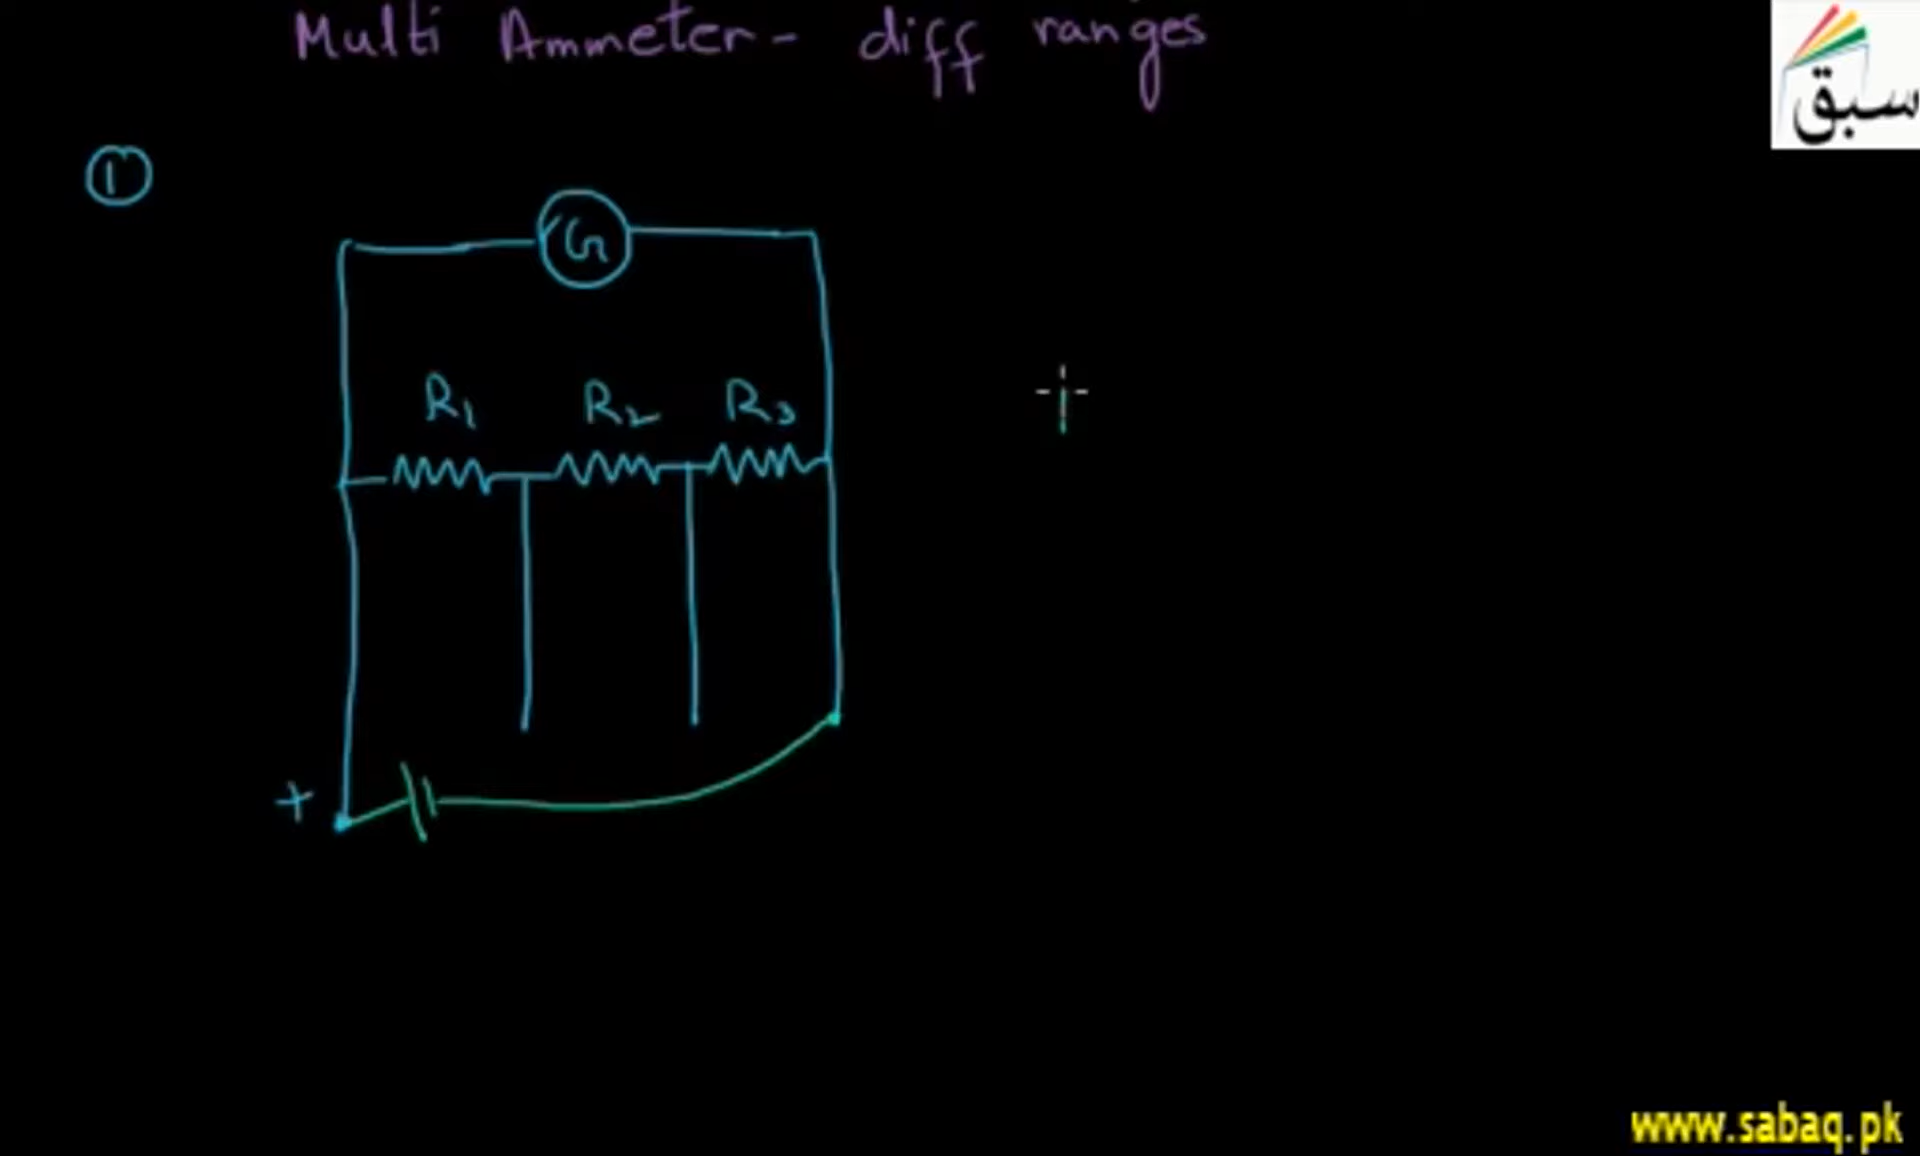 Multi Ammeter - diff ranges
سبق
1
G
R1 R2 R3
+
www.sabaq.pk